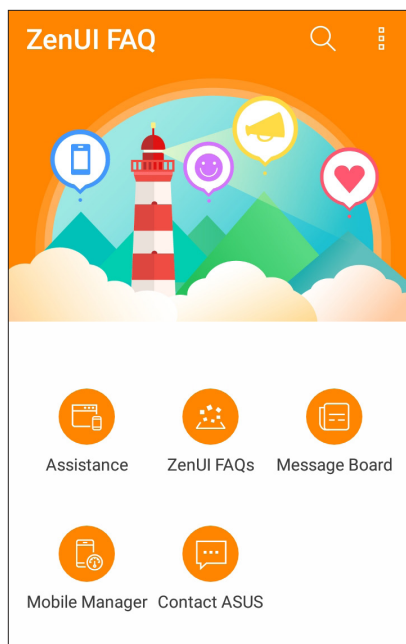 ZenUI FAQ
Assistance
ZenUI FAQs
Message Board
Mobile Manager
Contact ASUS